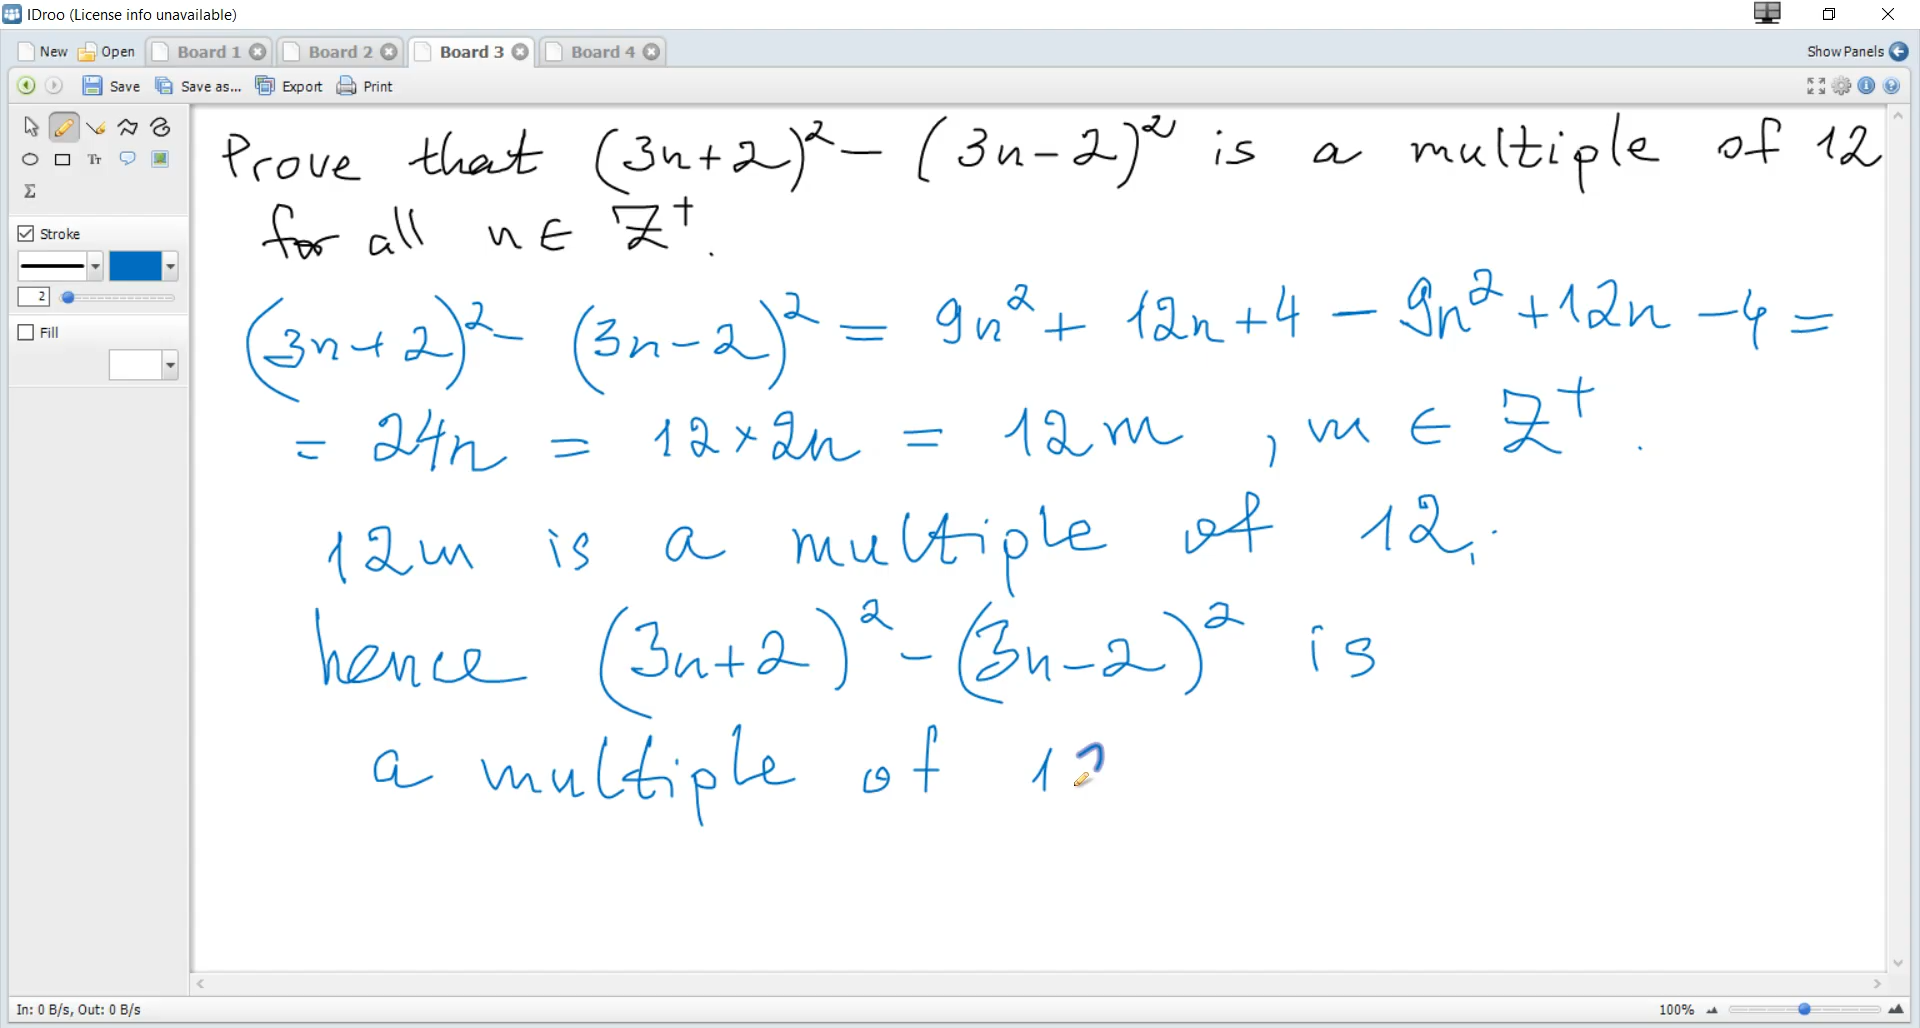 IDroo (License info unavailable)
New Open Board 1 Board 2 Board 3 Board 4 Show Panels
Save Save as... Export Print
Tr
Σ
Stroke
2
Fill
Prove that (3n+2)² − (3n−2)² is a multiple of 12
for all n ∈ ℤ⁺.
(3n+2)² − (3n−2)² = 9n² + 12n+4 − 9n² +12n −4 =
= 24n = 12×2n = 12m , m ∈ ℤ⁺.
12m is a multiple of 12,
hence (3n+2)² − (3n−2)² is
a multiple of 12
In: 0 B/s, Out: 0 B/s 100%